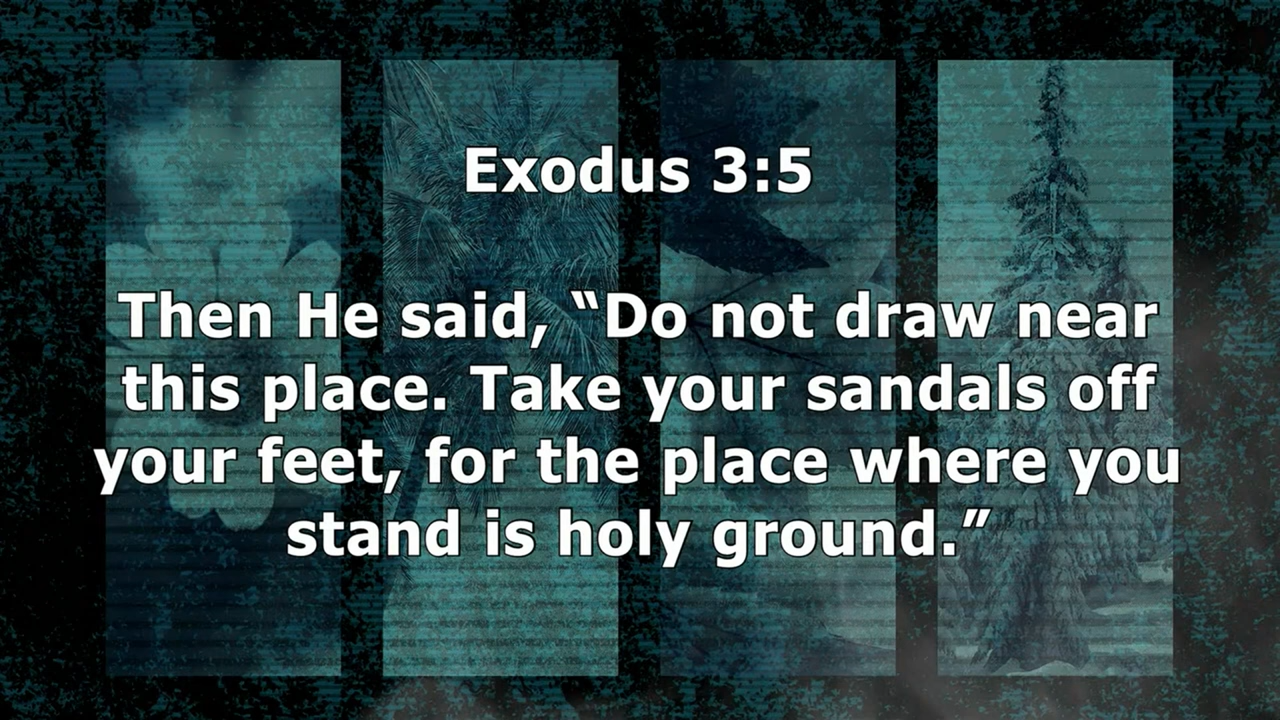 Exodus 3:5
Then He said, “Do not draw near
this place. Take your sandals off
your feet, for the place where you
stand is holy ground.”